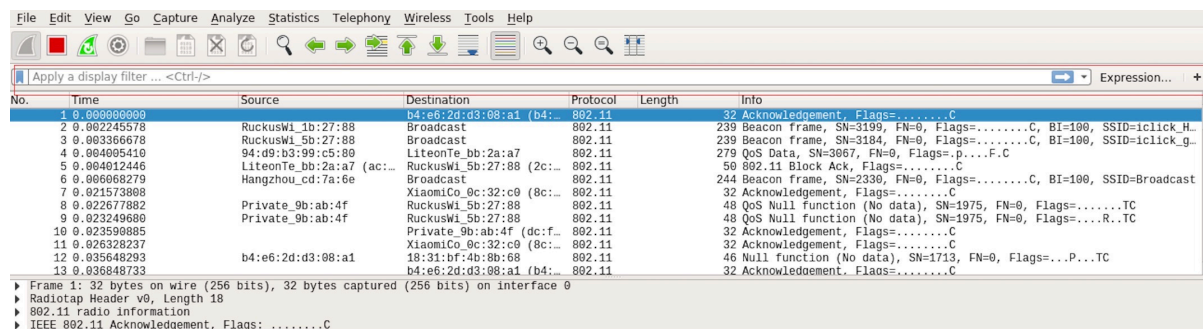 File Edit View Go Capture Analyze Statistics Telephony Wireless Tools Help
Apply a display filter ... <Ctrl-/> Expression... +
No. Time Source Destination Protocol Length Info
1 0.000000000 b4:e6:2d:d3:08:a1 (b4:… 802.11 32 Acknowledgement, Flags=........C
2 0.002245578 RuckusWi_1b:27:88 Broadcast 802.11 239 Beacon frame, SN=3199, FN=0, Flags=........C, BI=100, SSID=iclick_H…
3 0.003366678 RuckusWi_5b:27:88 Broadcast 802.11 239 Beacon frame, SN=3184, FN=0, Flags=........C, BI=100, SSID=iclick_g…
4 0.004005410 94:d9:b3:99:c5:80 LiteonTe_bb:2a:a7 802.11 279 QoS Data, SN=3067, FN=0, Flags=.p....F.C
5 0.004012446 LiteonTe_bb:2a:a7 (ac:… RuckusWi_5b:27:88 (2c:… 802.11 50 802.11 Block Ack, Flags=........C
6 0.006068279 Hangzhou_cd:7a:6e Broadcast 802.11 244 Beacon frame, SN=2330, FN=0, Flags=........C, BI=100, SSID=Broadcast
7 0.021573808 XiaomiCo_0c:32:c0 (8c:… 802.11 32 Acknowledgement, Flags=........C
8 0.022677882 Private_9b:ab:4f RuckusWi_5b:27:88 802.11 48 QoS Null function (No data), SN=1975, FN=0, Flags=.......TC
9 0.023249680 Private_9b:ab:4f RuckusWi_5b:27:88 802.11 48 QoS Null function (No data), SN=1975, FN=0, Flags=....R..TC
10 0.023590885 Private_9b:ab:4f (dc:f… 802.11 32 Acknowledgement, Flags=........C
11 0.026328237 XiaomiCo_0c:32:c0 (8c:… 802.11 32 Acknowledgement, Flags=........C
12 0.035648293 b4:e6:2d:d3:08:a1 18:31:bf:4b:8b:68 802.11 46 Null function (No data), SN=1713, FN=0, Flags=...P...TC
13 0.036848733 b4:e6:2d:d3:08:a1 (b4:… 802.11 32 Acknowledgement, Flags=........C
Frame 1: 32 bytes on wire (256 bits), 32 bytes captured (256 bits) on interface 0
Radiotap Header v0, Length 18
802.11 radio information
IEEE 802.11 Acknowledgement, Flags: ........C